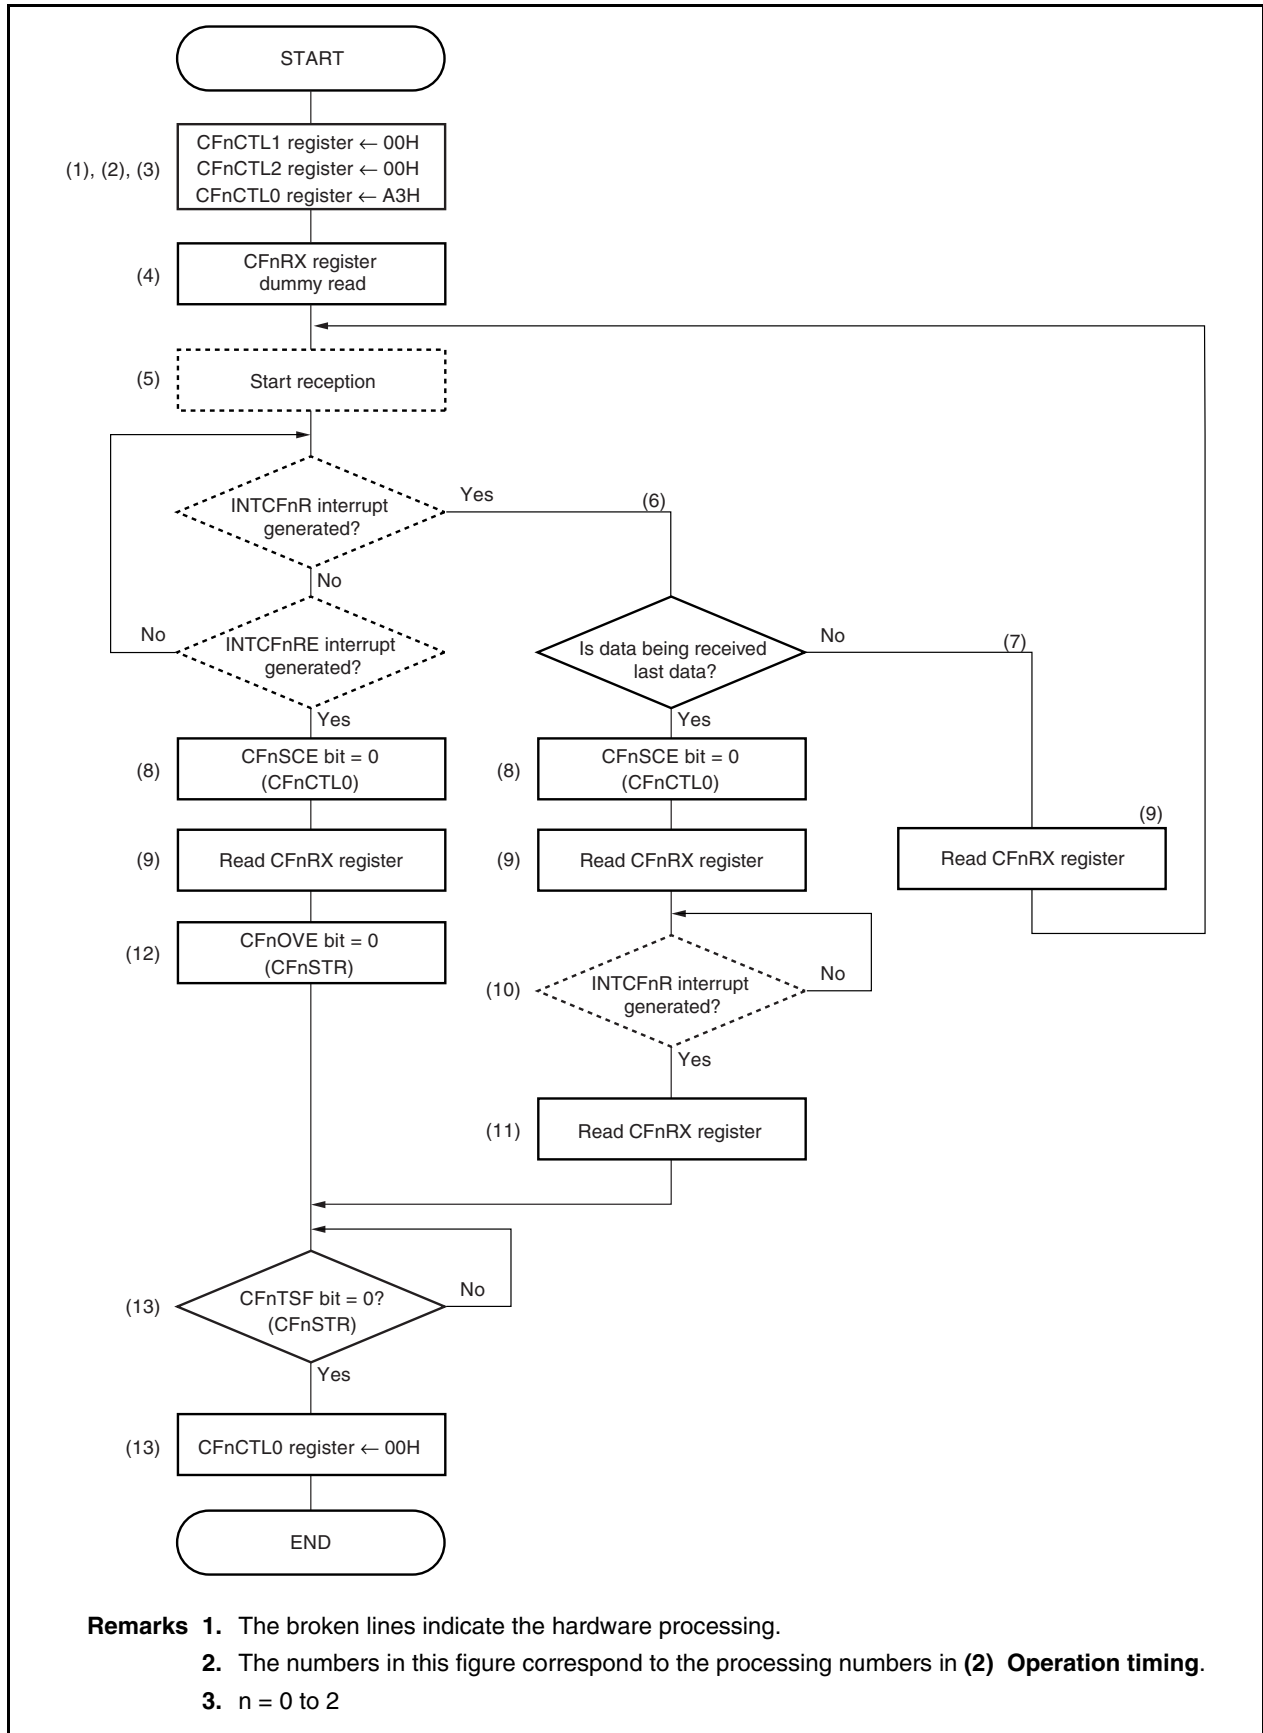 START
(1), (2), (3)
CFnCTL1 register ← 00H
CFnCTL2 register ← 00H
CFnCTL0 register ← A3H
(4)
CFnRX register
dummy read
(5)
Start reception
INTCFnR interrupt
generated?
Yes
(6)
No
INTCFnRE interrupt
generated?
No
Yes
Is data being received
last data?
No
(7)
Yes
(8)
CFnSCE bit = 0
(CFnCTL0)
(8)
CFnSCE bit = 0
(CFnCTL0)
(9)
Read CFnRX register
(9)
Read CFnRX register
(9)
Read CFnRX register
(12)
CFnOVE bit = 0
(CFnSTR)
(10)
INTCFnR interrupt
generated?
No
Yes
(11)
Read CFnRX register
(13)
CFnTSF bit = 0?
(CFnSTR)
No
Yes
(13)
CFnCTL0 register ← 00H
END
Remarks 1. The broken lines indicate the hardware processing.
2. The numbers in this figure correspond to the processing numbers in (2) Operation timing.
3. n = 0 to 2